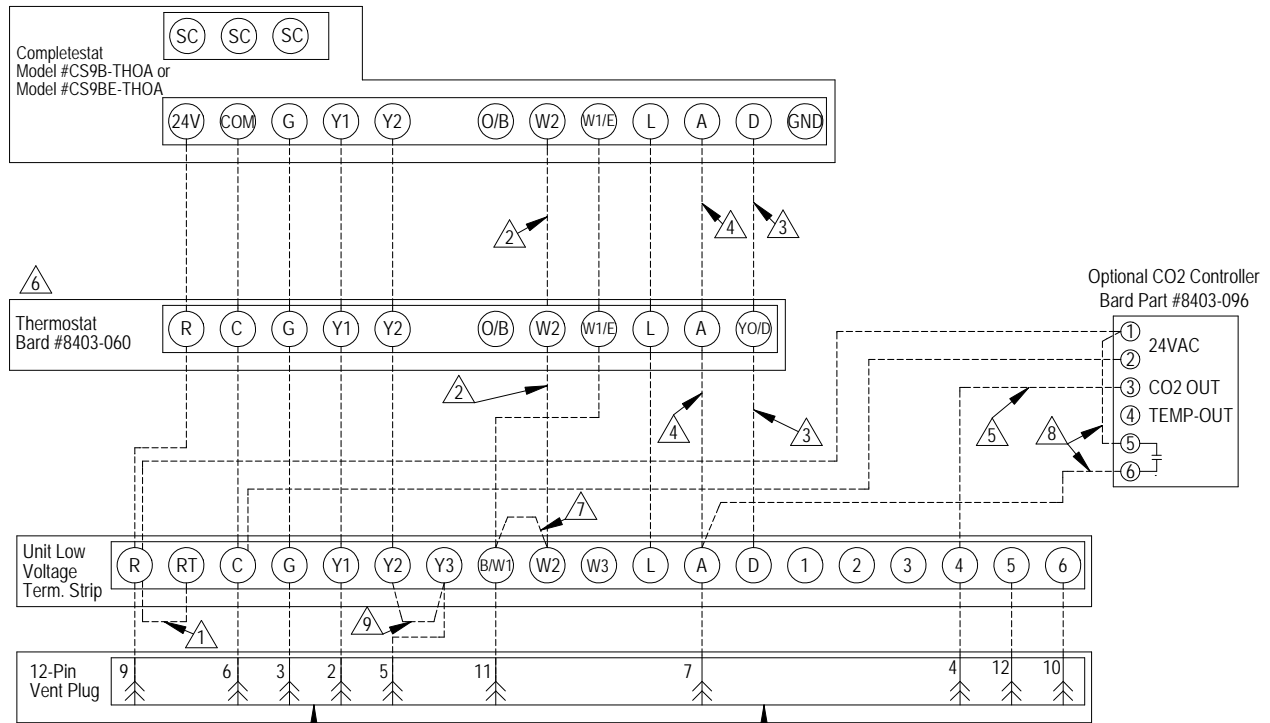 SC SC SC
Completestat
Model #CS9B-THOA or
Model #CS9BE-THOA
24V COM G Y1 Y2 O/B W2 W1/E L A D GND
2 4 3
6
Optional CO2 Controller
Bard Part #8403-096
Thermostat
Bard #8403-060
R C G Y1 Y2 O/B W2 W1/E L A YO/D
1
24VAC
2
3 CO2 OUT
4 TEMP-OUT
5
6
2 4 3 5 8
7
Unit Low
Voltage
Term. Strip
R RT C G Y1 Y2 Y3 B/W1 W2 W3 L A D 1 2 3 4 5 6
1 9
12-Pin
Vent Plug
9 6 3 2 5 11 7 4 12 10